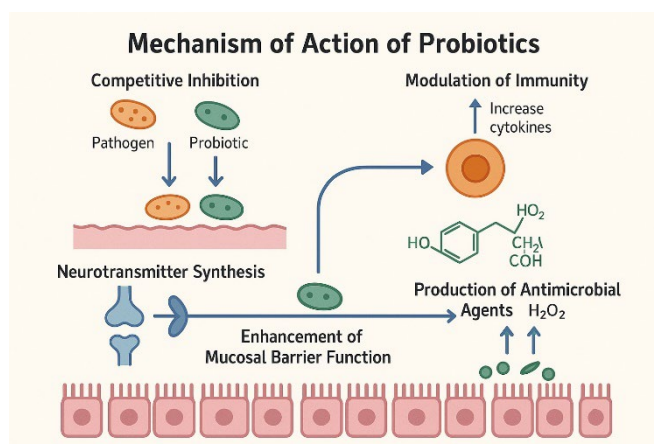 Mechanism of Action of Probiotics
Competitive Inhibition
Pathogen
Probiotic
Modulation of Immunity
Increase
cytokines
HO
HO₂
CH
COH
Neurotransmitter Synthesis
Enhancement of
Mucosal Barrier Function
Production of Antimicrobial
Agents H₂O₂